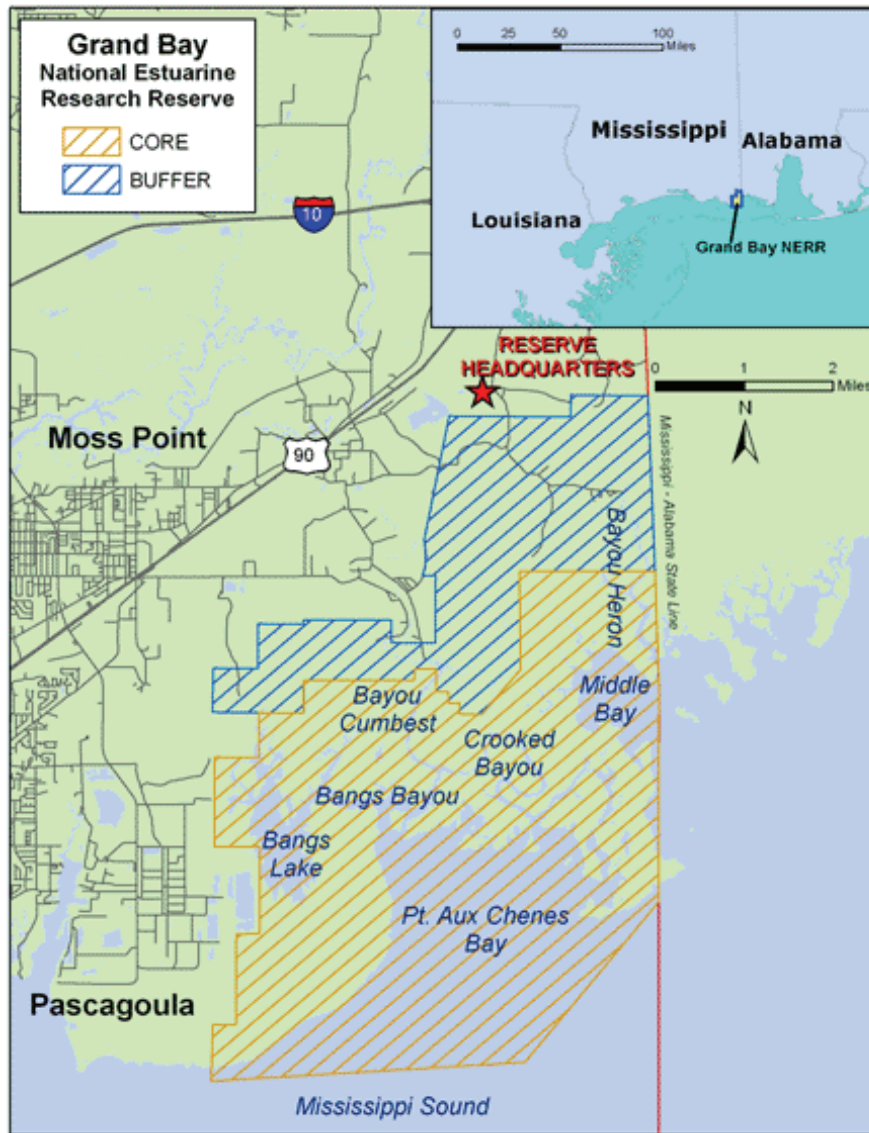 Grand Bay
National Estuarine
Research Reserve
CORE
BUFFER
0 25 50 100
Miles
Mississippi
Alabama
Louisiana
Grand Bay NERR
10
RESERVE
HEADQUARTERS
0 1 2
Miles
N
Moss Point
90
Mississippi - Alabama State Line
Bayou Heron
Middle
Bay
Bayou
Cumbest
Crooked
Bayou
Bangs Bayou
Bangs
Lake
Pt. Aux Chenes
Bay
Pascagoula
Mississippi Sound